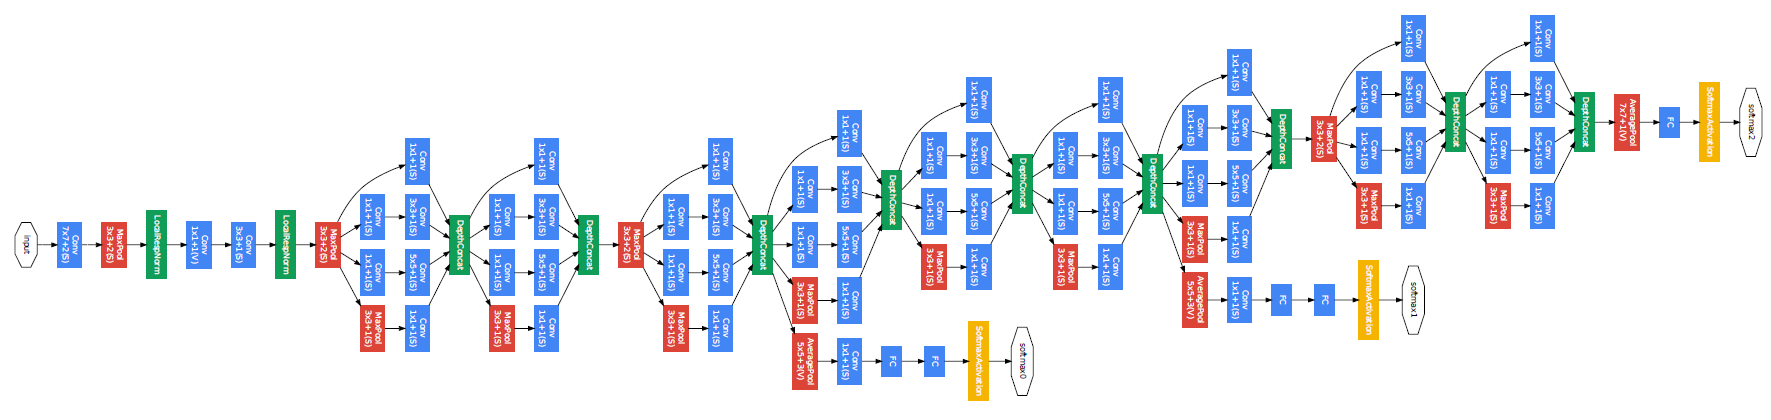 input
Conv
7x7+2(S)
MaxPool
3x3+2(S)
LocalRespNorm
Conv
1x1+1(V)
Conv
3x3+1(S)
LocalRespNorm
MaxPool
3x3+2(S)
Conv
1x1+1(S)
Conv
1x1+1(S)
MaxPool
3x3+1(S)
Conv
1x1+1(S)
Conv
3x3+1(S)
Conv
5x5+1(S)
Conv
1x1+1(S)
DepthConcat
Conv
1x1+1(S)
Conv
1x1+1(S)
MaxPool
3x3+1(S)
Conv
1x1+1(S)
Conv
3x3+1(S)
Conv
5x5+1(S)
Conv
1x1+1(S)
DepthConcat
MaxPool
3x3+2(S)
Conv
1x1+1(S)
Conv
1x1+1(S)
MaxPool
3x3+1(S)
Conv
1x1+1(S)
Conv
3x3+1(S)
Conv
5x5+1(S)
Conv
1x1+1(S)
DepthConcat
Conv
1x1+1(S)
Conv
1x1+1(S)
MaxPool
3x3+1(S)
AveragePool
5x5+3(V)
Conv
1x1+1(S)
Conv
3x3+1(S)
Conv
5x5+1(S)
Conv
1x1+1(S)
Conv
1x1+1(S)
DepthConcat
FC
FC
SoftmaxActivation
softmax0
Conv
1x1+1(S)
Conv
1x1+1(S)
MaxPool
3x3+1(S)
Conv
1x1+1(S)
Conv
3x3+1(S)
Conv
5x5+1(S)
Conv
1x1+1(S)
DepthConcat
Conv
1x1+1(S)
Conv
1x1+1(S)
MaxPool
3x3+1(S)
Conv
1x1+1(S)
Conv
3x3+1(S)
Conv
5x5+1(S)
Conv
1x1+1(S)
DepthConcat
Conv
1x1+1(S)
Conv
1x1+1(S)
MaxPool
3x3+1(S)
AveragePool
5x5+3(V)
Conv
1x1+1(S)
Conv
3x3+1(S)
Conv
5x5+1(S)
Conv
1x1+1(S)
Conv
1x1+1(S)
DepthConcat
FC
FC
SoftmaxActivation
softmax1
MaxPool
3x3+2(S)
Conv
1x1+1(S)
Conv
1x1+1(S)
MaxPool
3x3+1(S)
Conv
1x1+1(S)
Conv
3x3+1(S)
Conv
5x5+1(S)
Conv
1x1+1(S)
DepthConcat
Conv
1x1+1(S)
Conv
1x1+1(S)
MaxPool
3x3+1(S)
Conv
1x1+1(S)
Conv
3x3+1(S)
Conv
5x5+1(S)
Conv
1x1+1(S)
DepthConcat
AveragePool
7x7+1(V)
FC
SoftmaxActivation
softmax2